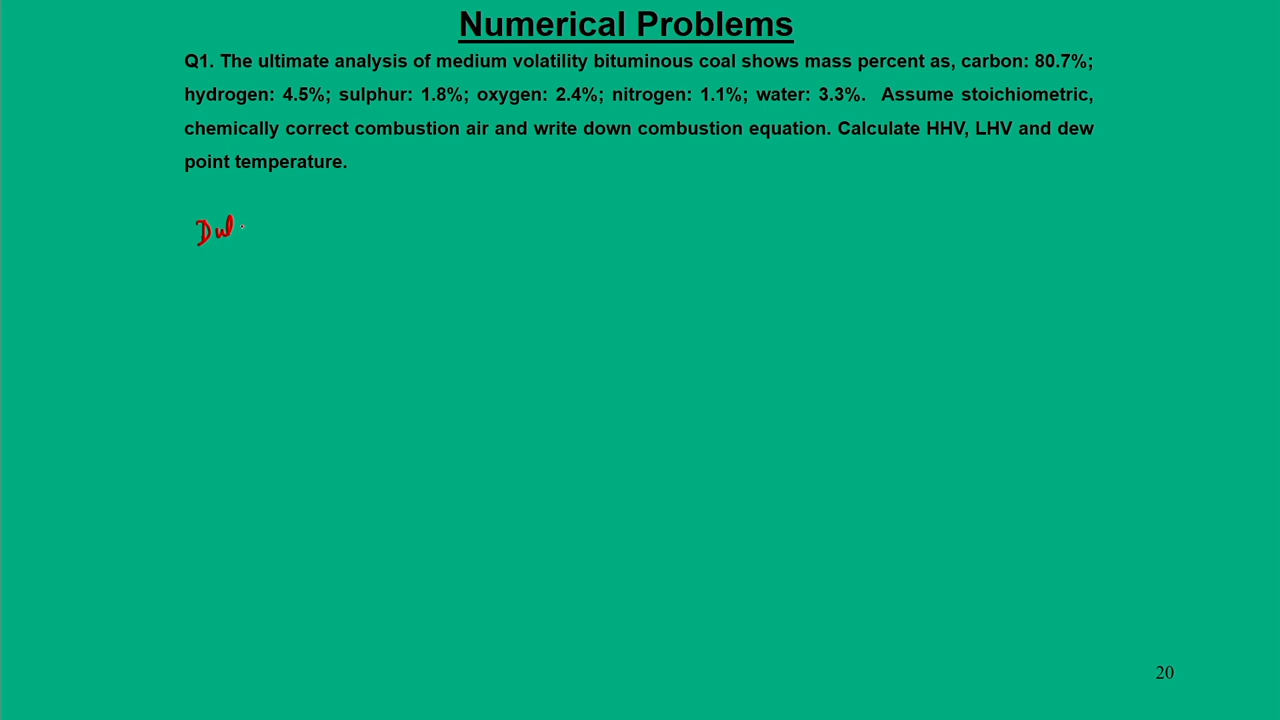 Numerical Problems
Q1. The ultimate analysis of medium volatility bituminous coal shows mass percent as, carbon: 80.7%;
hydrogen: 4.5%; sulphur: 1.8%; oxygen: 2.4%; nitrogen: 1.1%; water: 3.3%. Assume stoichiometric,
chemically correct combustion air and write down combustion equation. Calculate HHV, LHV and dew
point temperature.
Dul
20